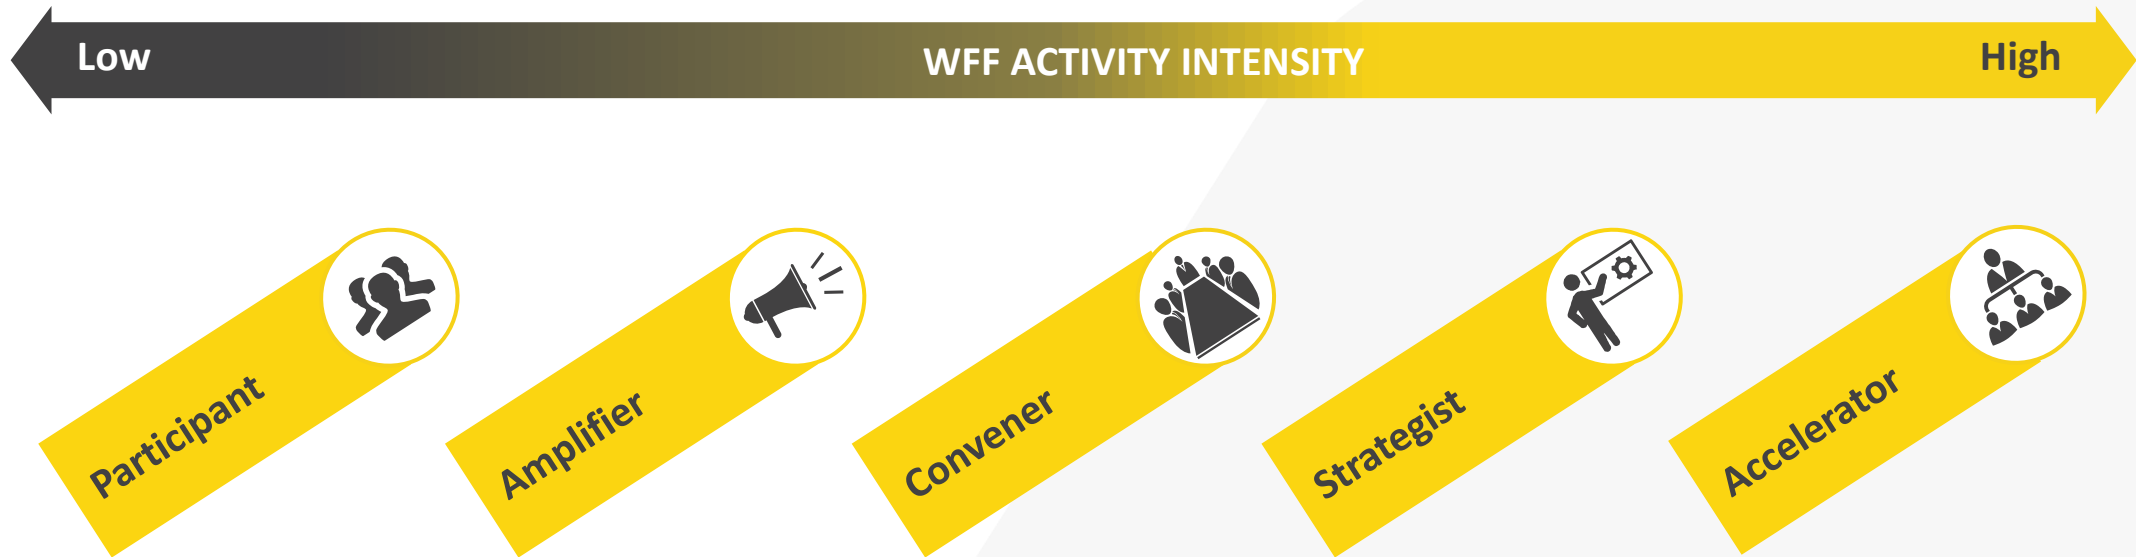 Low
WFF ACTIVITY INTENSITY
High
Participant
Amplifier
Convener
Strategist
Accelerator